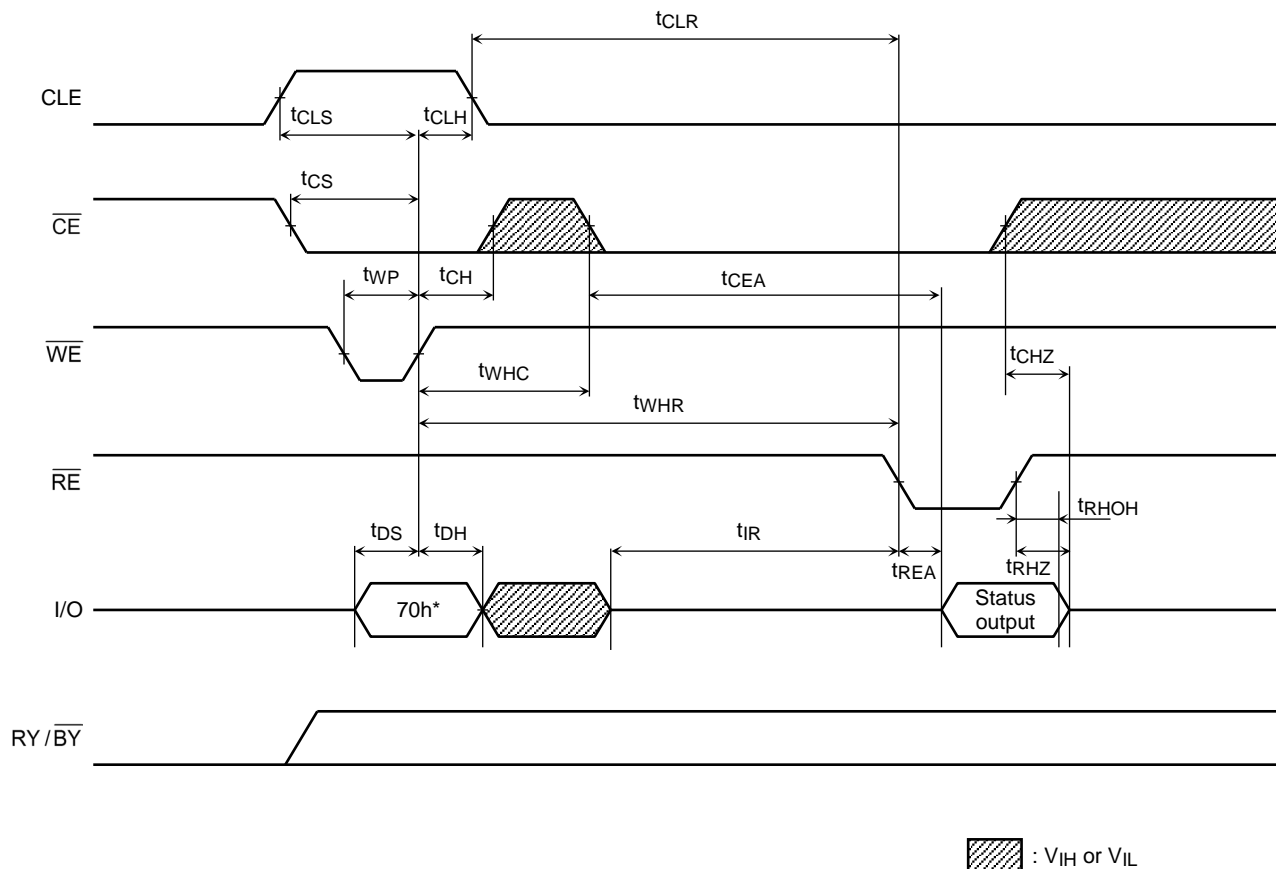 tCLR
CLE
tCLS
tCLH
tCS
CE
tWP
tCH
tCEA
WE
tCHZ
tWHC
tWHR
RE
tRHOH
tDS
tDH
tIR
tREA
tRHZ
I/O
70h*
Status
output
RY/BY
: VIH or VIL